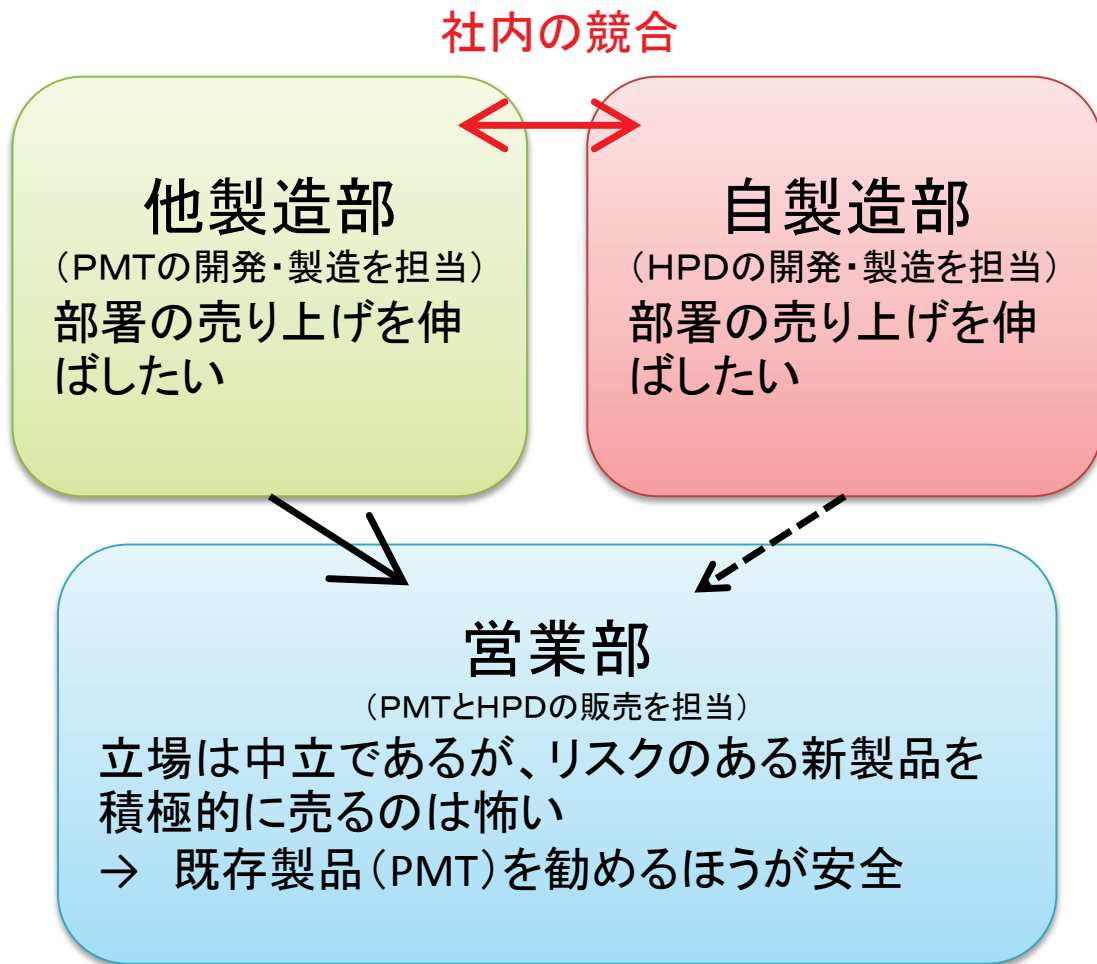 社内の競合
他製造部
（PMTの開発・製造を担当）
部署の売り上げを伸
ばしたい
自製造部
（HPDの開発・製造を担当）
部署の売り上げを伸
ばしたい
営業部
（PMTとHPDの販売を担当）
立場は中立であるが、リスクのある新製品を
積極的に売るのは怖い
→ 既存製品（PMT）を勧めるほうが安全